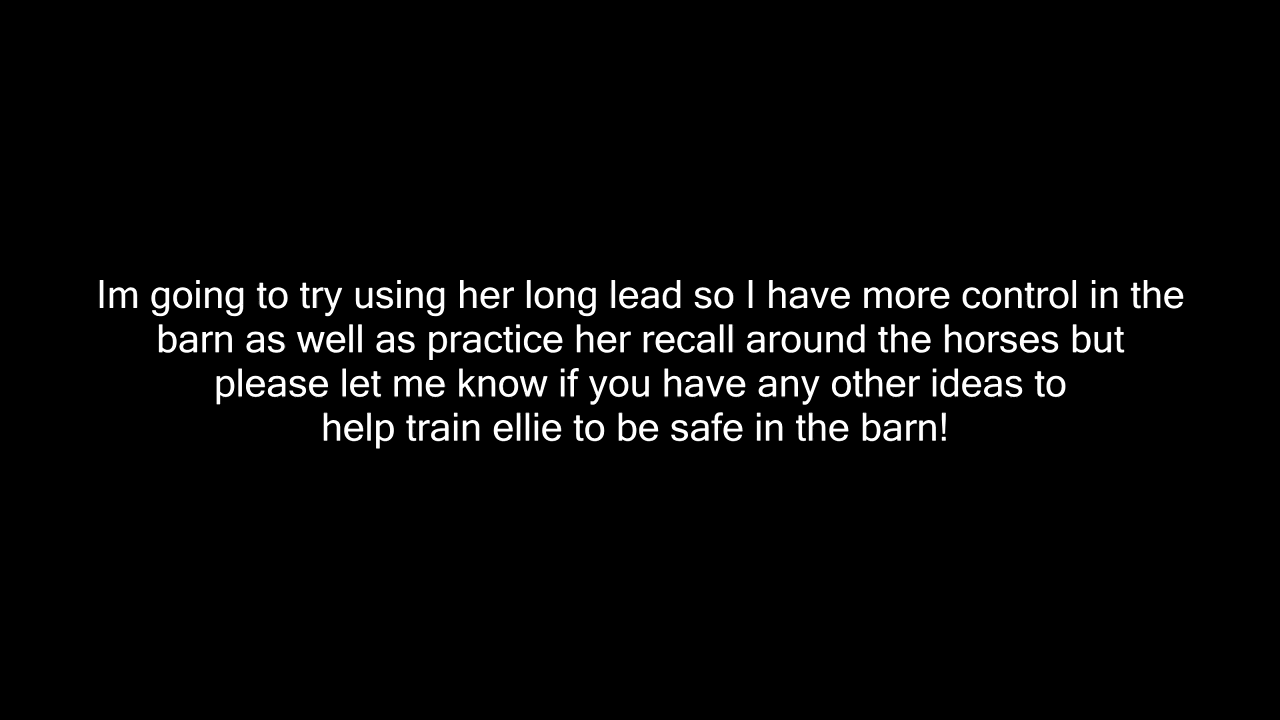 Im going to try using her long lead so I have more control in the
barn as well as practice her recall around the horses but
please let me know if you have any other ideas to
help train ellie to be safe in the barn!